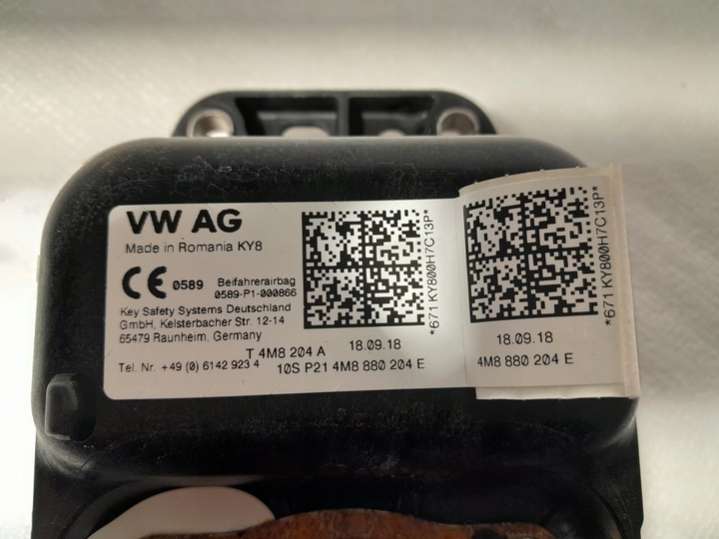 VW AG
Made in Romania KY8
CE 0589
Beifahrerairbag
0589-P1-000866
Key Safety Systems Deutschland
GmbH, Kelsterbacher Str. 12-14
65479 Raunheim, Germany
T 4M8 204 A
Tel. Nr. +49 (0) 6142 923 4
18.09.18
10S P21 4M8 880 204 E
*671KY800H7C13P*
18.09.18
4M8 880 204 E
*671KY800H7C13P*